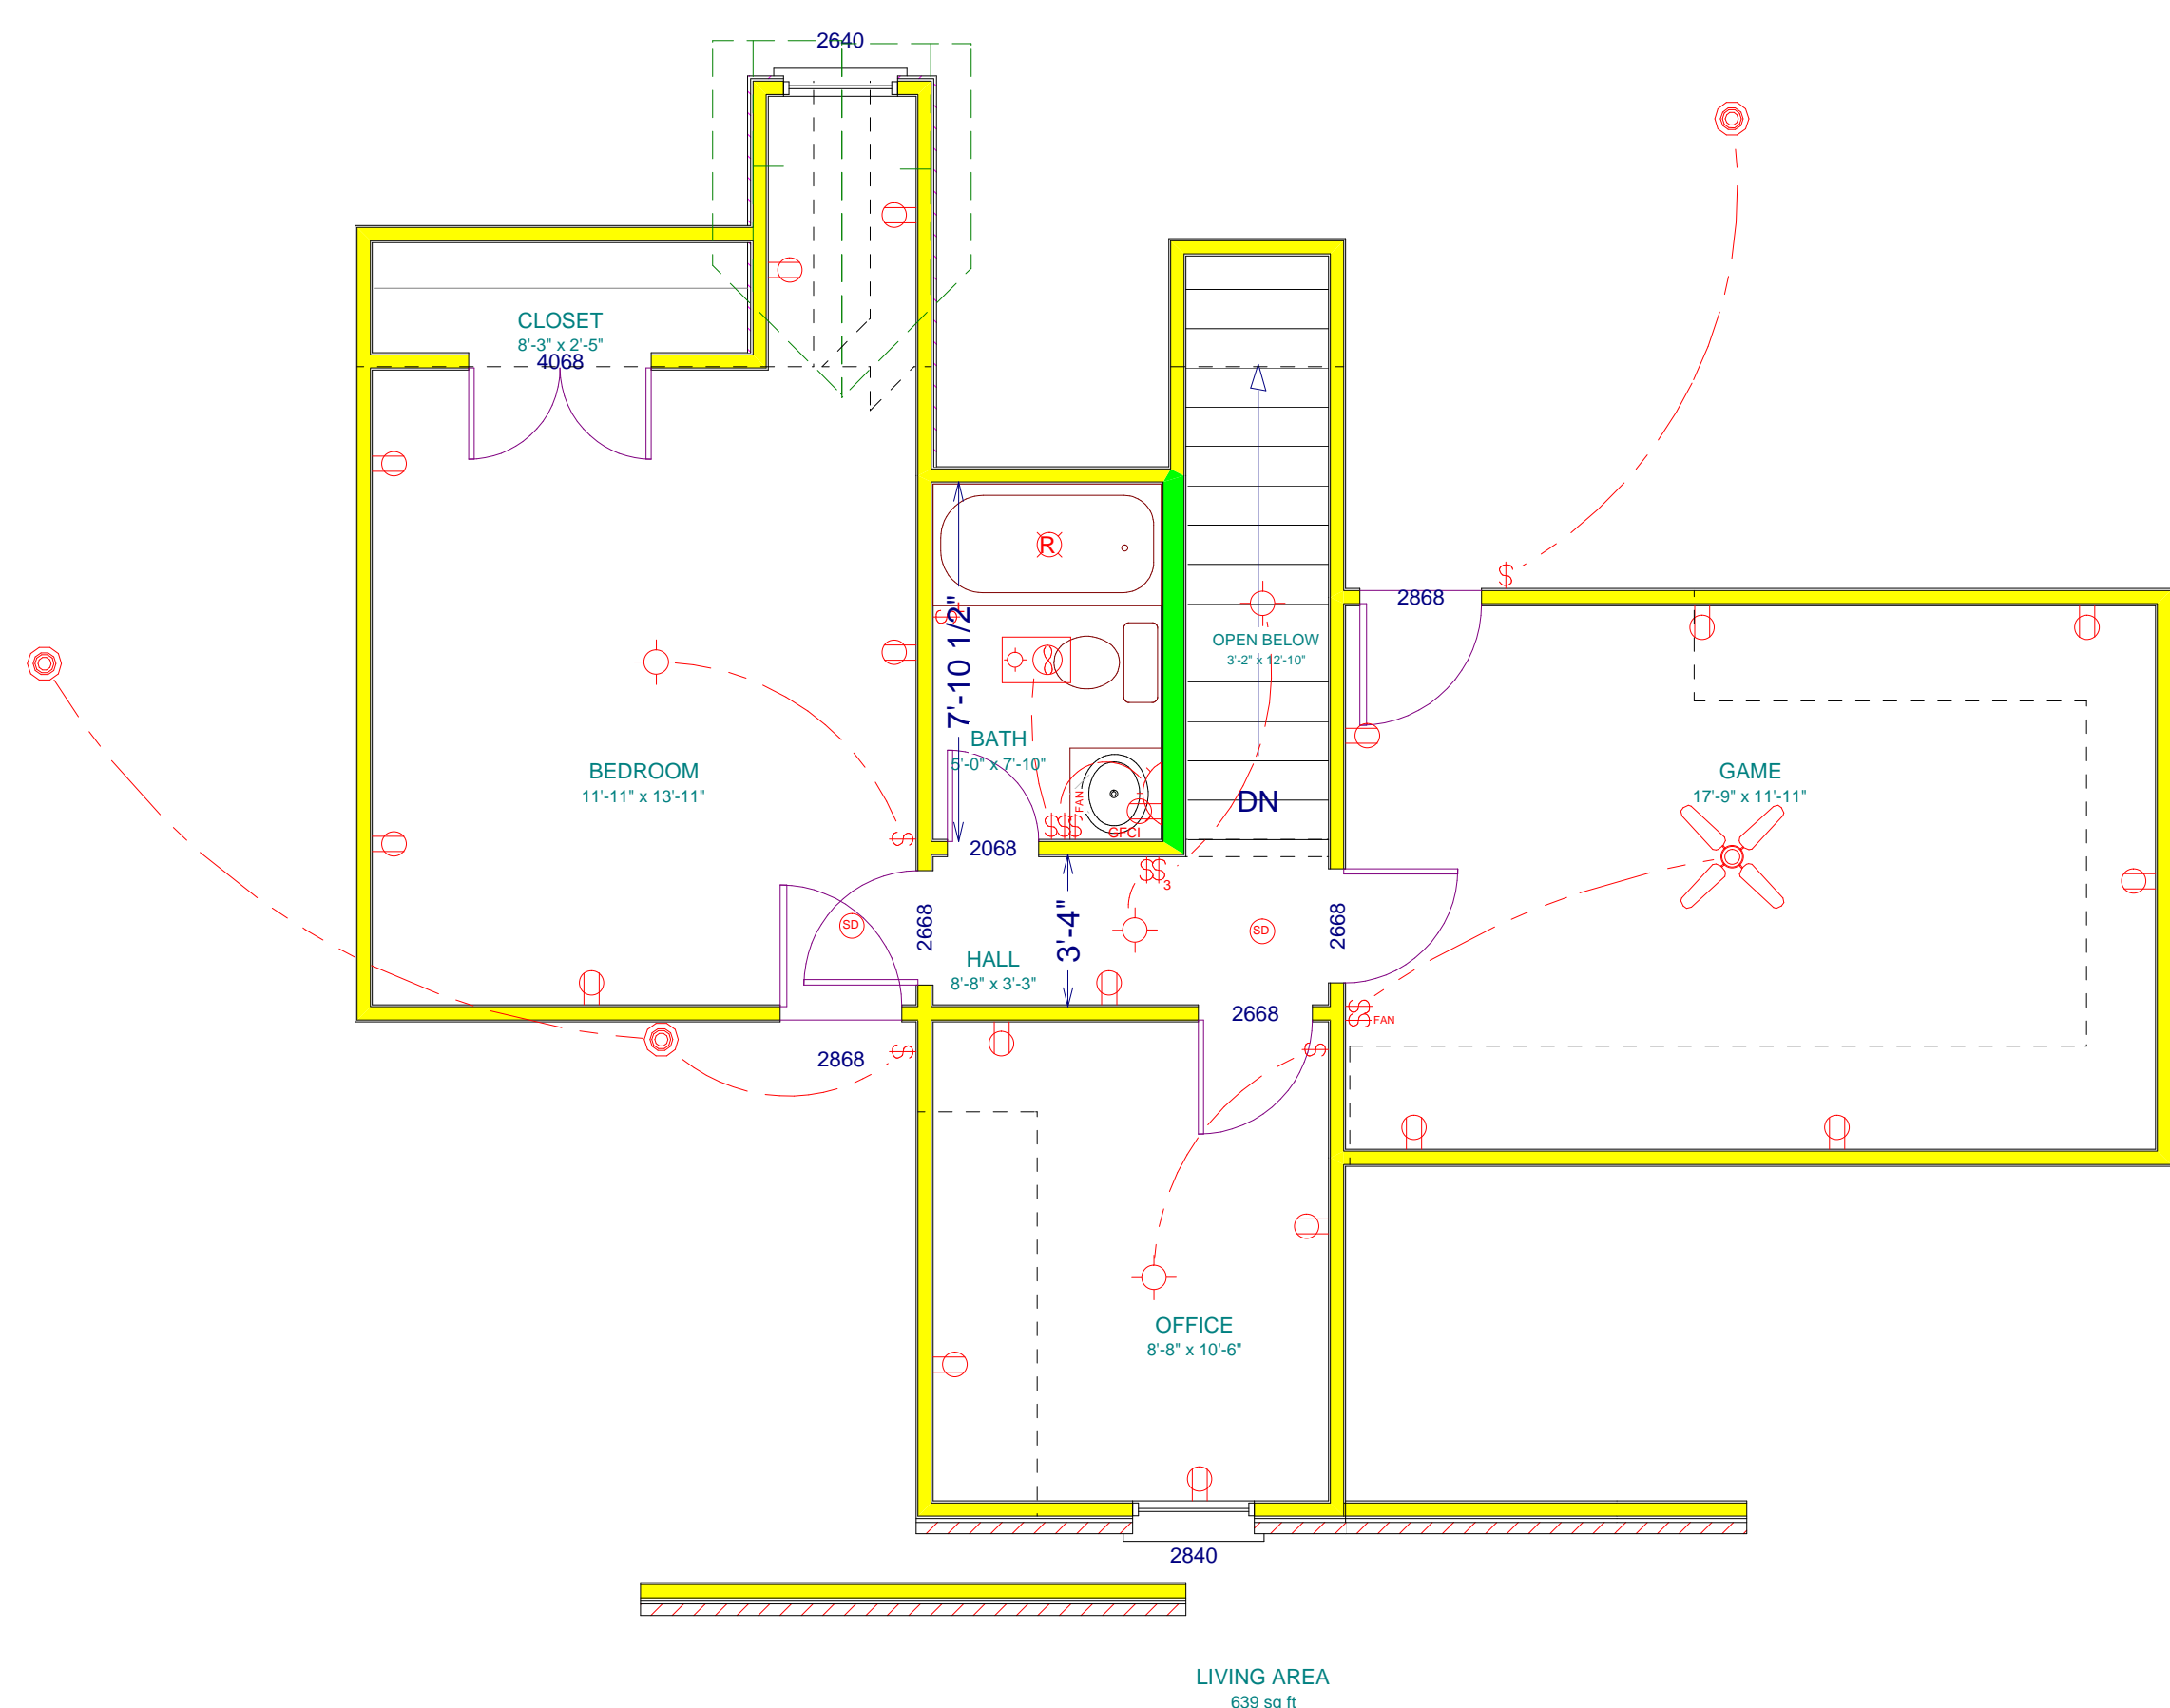 2640
CLOSET
8'-3" x 2'-5"
4068
R
7'-10 1/2"
$
$
2868
OPEN BELOW
3'-2" x 12'-10"
BATH
5'-0" x 7'-10"
BEDROOM
11'-11" x 13'-11"
GAME
17'-9" x 11'-11"
FAN
DN
$$$
GFCI
$
2068
$$3
2668
SD
3'-4"
SD
2668
HALL
8'-8" x 3'-3"
2668
$$ FAN
2868
$
$
OFFICE
8'-8" x 10'-6"
2840
LIVING AREA
639 sq ft